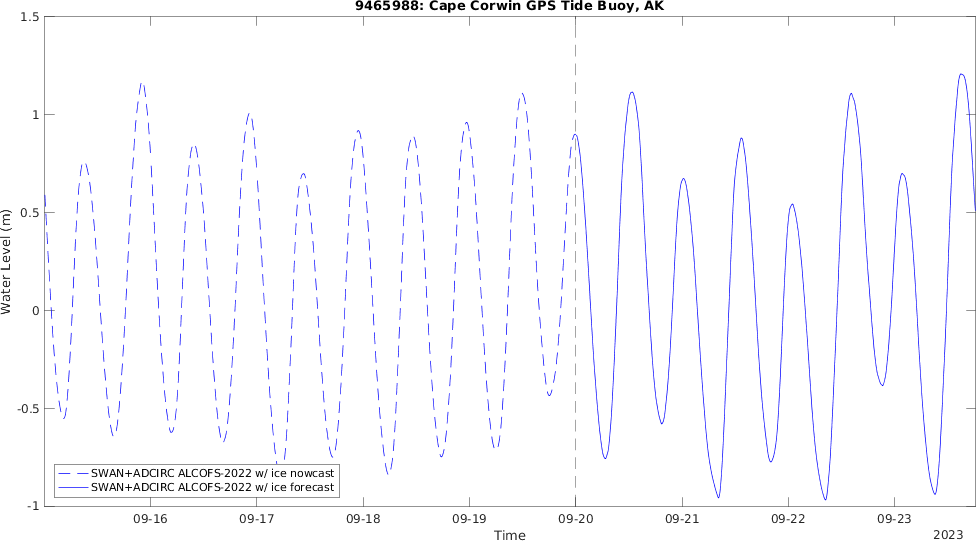 9465988: Cape Corwin GPS Tide Buoy, AK
1.5
1
0.5
0
-0.5
-1
Water Level (m)
SWAN+ADCIRC ALCOFS-2022 w/ ice nowcast
SWAN+ADCIRC ALCOFS-2022 w/ ice forecast
09-16 09-17 09-18 09-19 09-20 09-21 09-22 09-23
Time
2023